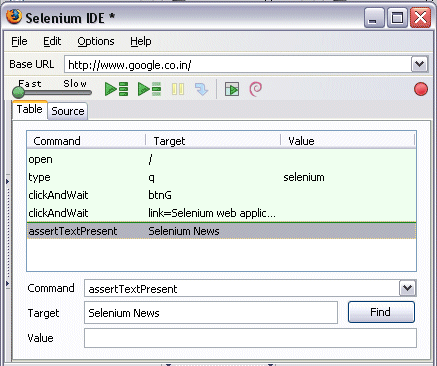 Selenium IDE *
File Edit Options Help
Base URL http://www.google.co.in/
Fast Slow
Table Source
Command Target Value
open /
type q selenium
clickAndWait btnG
clickAndWait link=Selenium web applic...
assertTextPresent Selenium News
Command assertTextPresent
Target Selenium News Find
Value